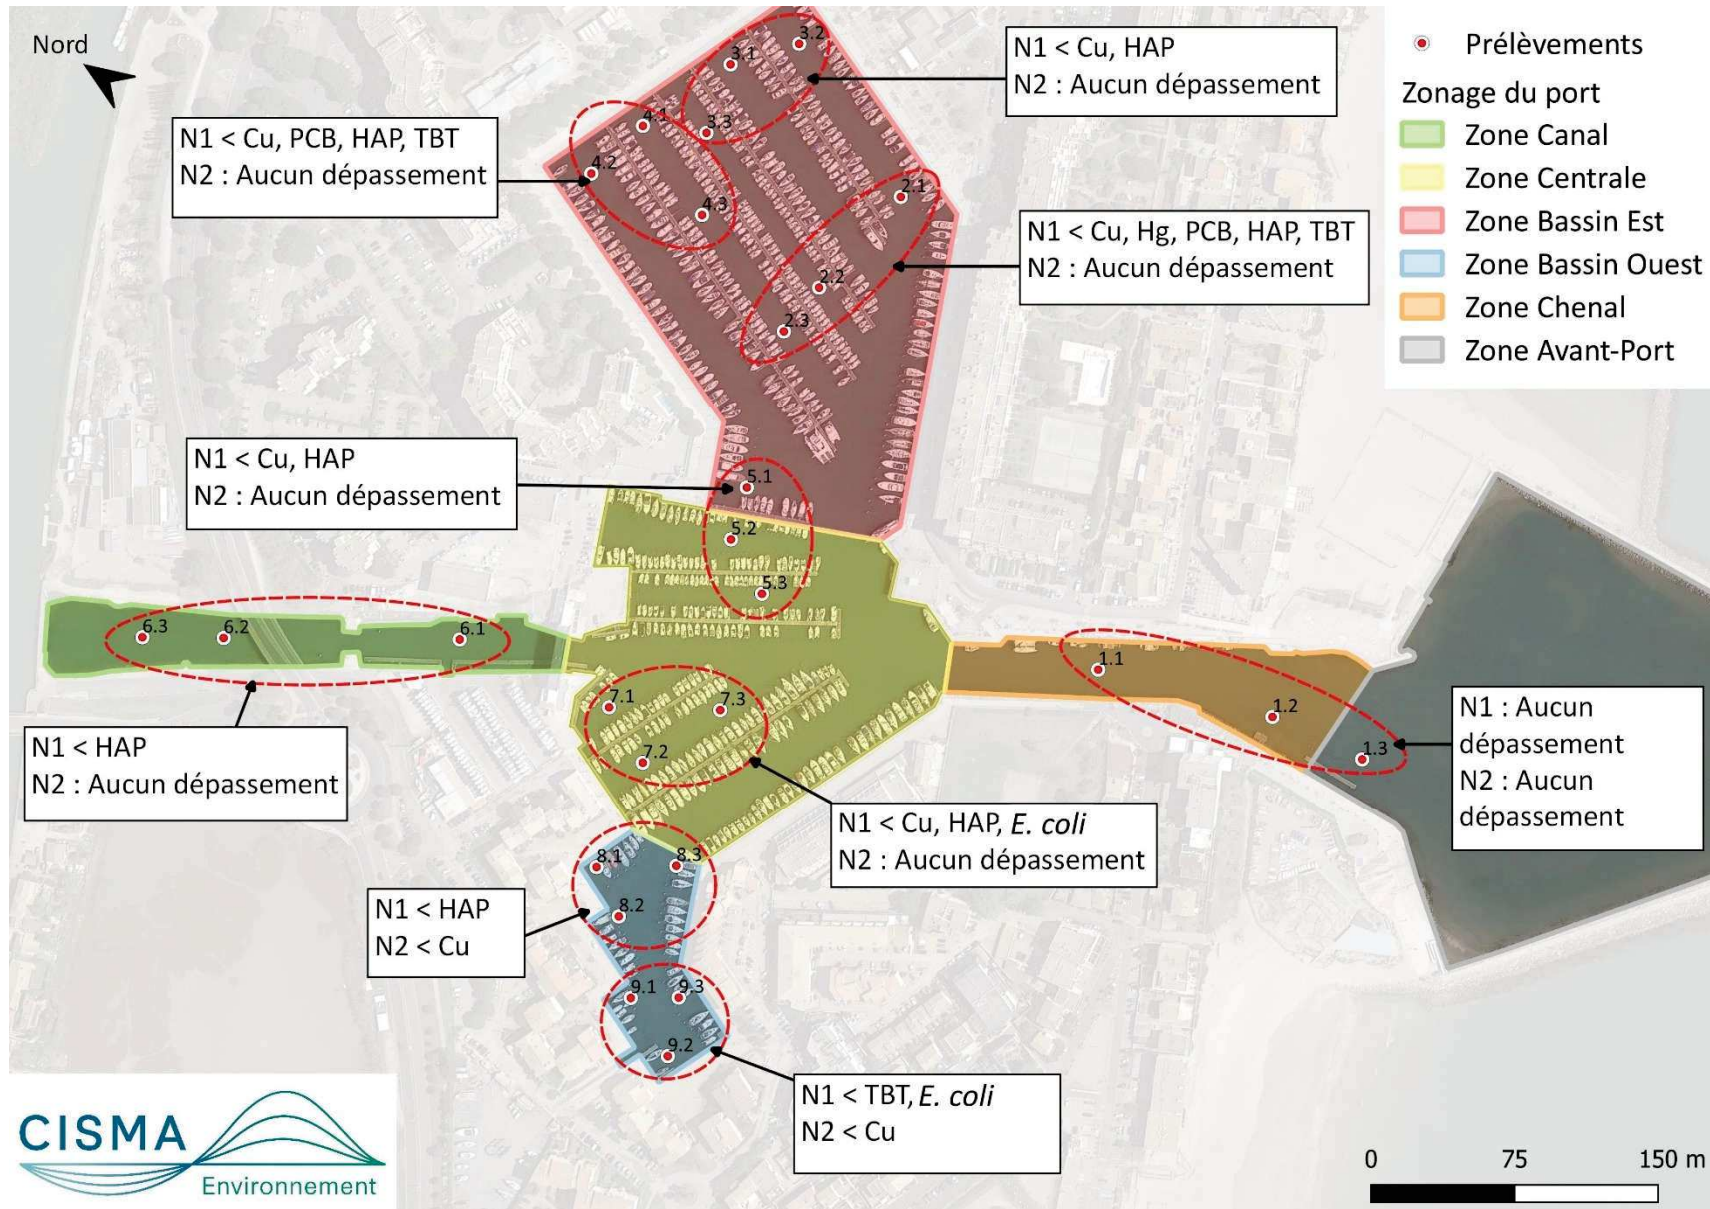 Nord
3.1
3.2
3.3
4.1
4.2
4.3
2.1
2.2
2.3
N1 < Cu, HAP
N2 : Aucun dépassement
N1 < Cu, PCB, HAP, TBT
N2 : Aucun dépassement
N1 < Cu, Hg, PCB, HAP, TBT
N2 : Aucun dépassement
Prélèvements
Zonage du port
Zone Canal
Zone Centrale
Zone Bassin Est
Zone Bassin Ouest
Zone Chenal
Zone Avant-Port
N1 < Cu, HAP
N2 : Aucun dépassement
5.1
5.2
5.3
6.3
6.2
6.1
1.1
1.2
1.3
7.1
7.3
7.2
N1 < HAP
N2 : Aucun dépassement
N1 : Aucun
dépassement
N2 : Aucun
dépassement
N1 < Cu, HAP, E. coli
N2 : Aucun dépassement
8.1
8.3
8.2
N1 < HAP
N2 < Cu
9.1
9.3
9.2
N1 < TBT, E. coli
N2 < Cu
CISMA
Environnement
0 75 150 m